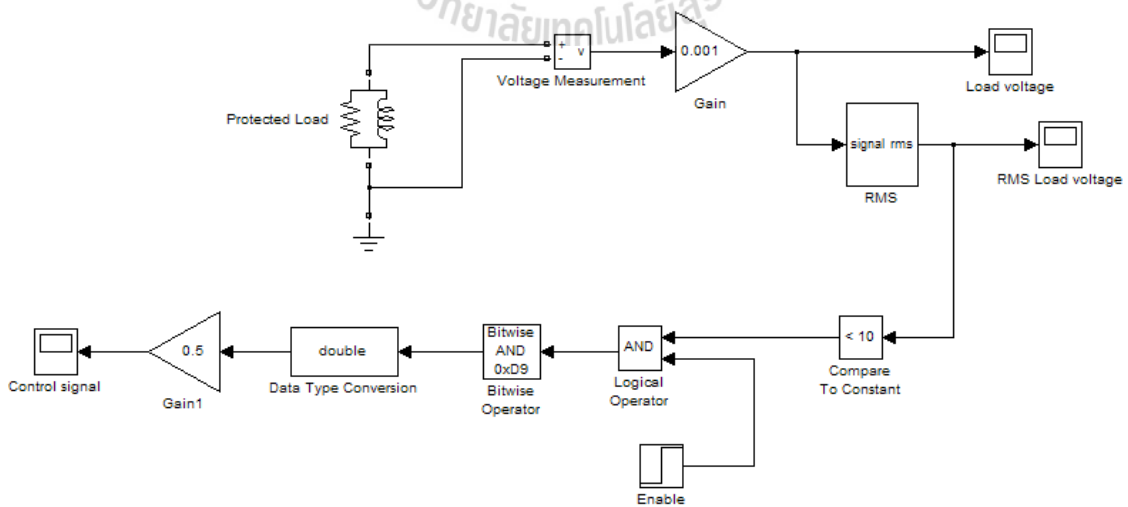 +
-
v
Voltage Measurement
0.001
Gain
Load voltage
Protected Load
signal rms
RMS
RMS Load voltage
< 10
Compare
To Constant
AND
Logical
Operator
Bitwise
AND
0xD9
Bitwise
Operator
double
Data Type Conversion
0.5
Gain1
Control signal
Enable